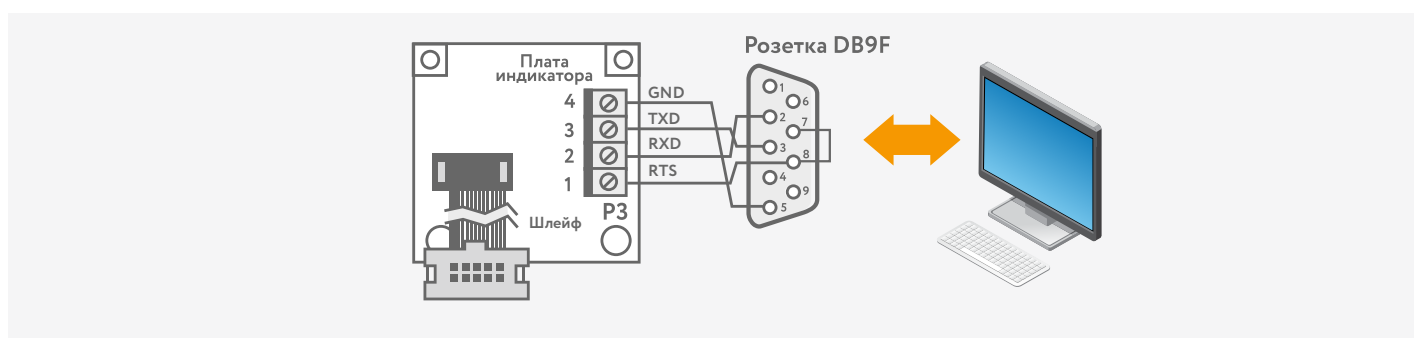 Розетка DB9F
Плата
индикатора
4
GND
3
TXD
2
RXD
1
RTS
P3
Шлейф
1
6
2
7
3
8
4
9
5